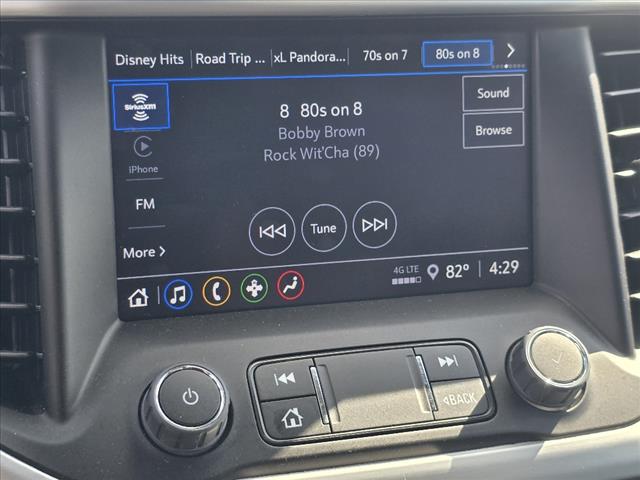 Disney Hits
Road Trip ...
xL Pandora...
70s on 7
80s on 8
SiriusXM
8 80s on 8
Sound
Bobby Brown
Browse
Rock Wit'Cha (89)
iPhone
FM
Tune
More
4G LTE
82°
4:29
BACK